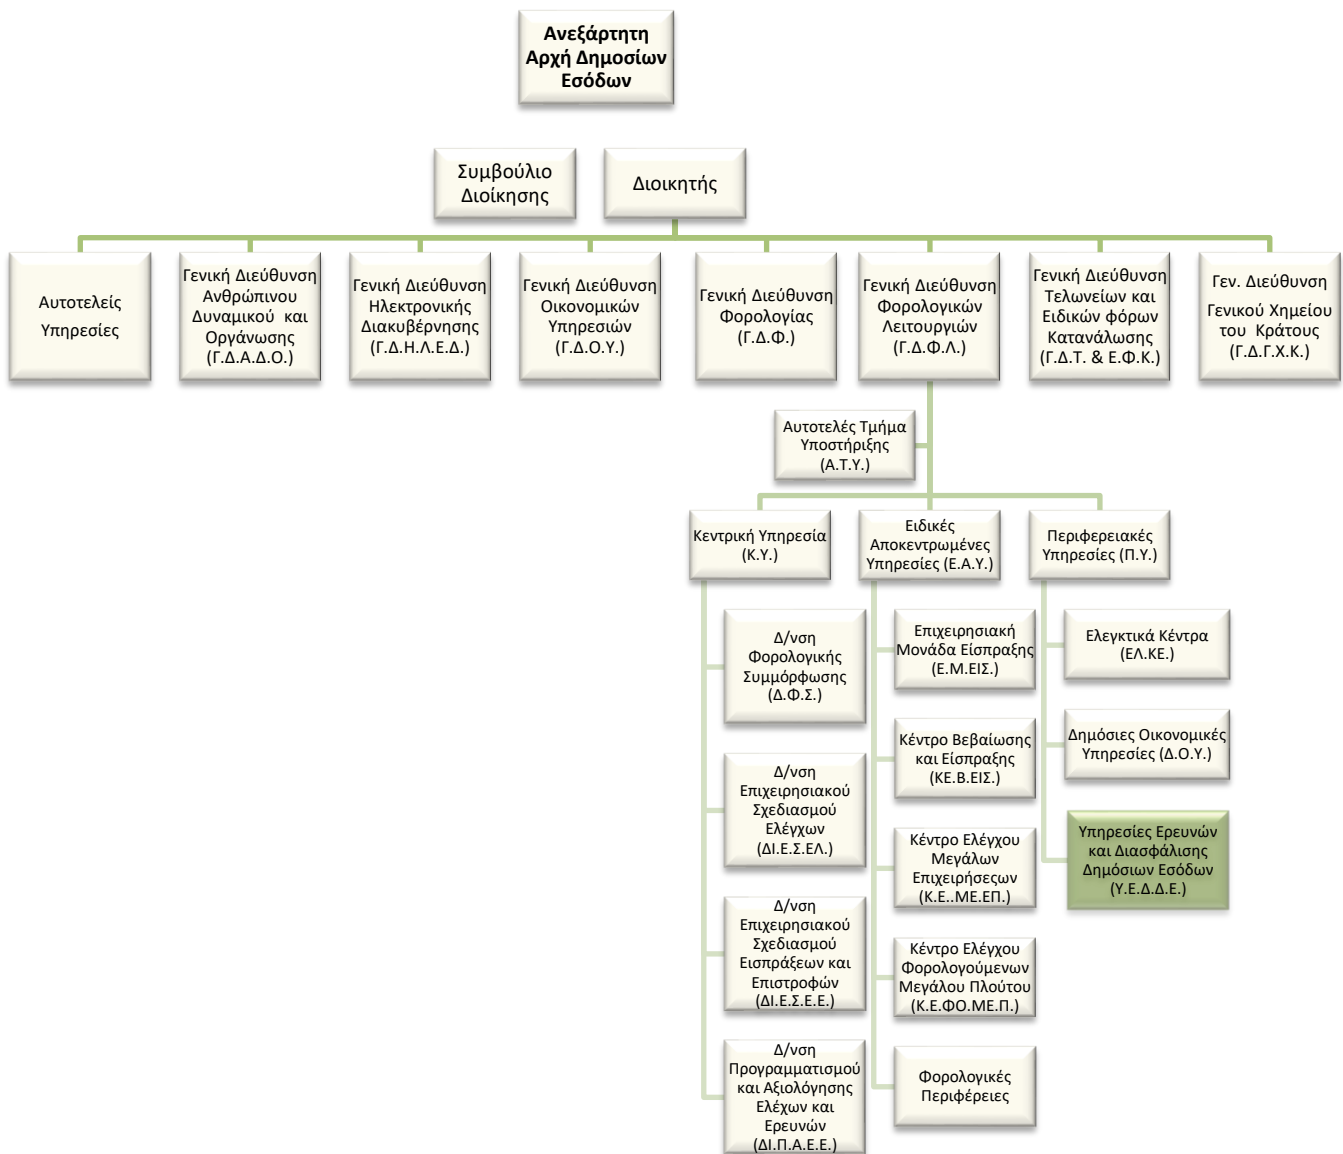 Ανεξάρτητη
Αρχή Δημοσίων
Εσόδων
Συμβούλιο
Διοίκησης
Διοικητής
Αυτοτελείς
Υπηρεσίες
Γενική Διεύθυνση
Ανθρώπινου
Δυναμικού και
Οργάνωσης
(Γ.Δ.Α.Δ.Ο.)
Γενική Διεύθυνση
Ηλεκτρονικής
Διακυβέρνησης
(Γ.Δ.Η.Λ.Ε.Δ.)
Γενική Διεύθυνση
Οικονομικών
Υπηρεσιών
(Γ.Δ.Ο.Υ.)
Γενική Διεύθυνση
Φορολογίας
(Γ.Δ.Φ.)
Γενική Διεύθυνση
Φορολογικών
Λειτουργιών
(Γ.Δ.Φ.Λ.)
Γενική Διεύθυνση
Τελωνείων και
Ειδικών φόρων
Κατανάλωσης
(Γ.Δ.Τ. & Ε.Φ.Κ.)
Γεν. Διεύθυνση
Γενικού Χημείου
του Κράτους
(Γ.Δ.Γ.Χ.Κ.)
Αυτοτελές Τμήμα
Υποστήριξης
(Α.Τ.Υ.)
Κεντρική Υπηρεσία
(Κ.Υ.)
Ειδικές
Αποκεντρωμένες
Υπηρεσίες (Ε.Α.Υ.)
Περιφερειακές
Υπηρεσίες (Π.Υ.)
Δ/νση
Φορολογικής
Συμμόρφωσης
(Δ.Φ.Σ.)
Δ/νση
Επιχειρησιακού
Σχεδιασμού
Ελέγχων
(ΔΙ.Ε.Σ.ΕΛ.)
Δ/νση
Επιχειρησιακού
Σχεδιασμού
Εισπράξεων και
Επιστροφών
(ΔΙ.Ε.Σ.Ε.Ε.)
Δ/νση
Προγραμματισμού
και Αξιολόγησης
Ελέχων και
Ερευνών
(ΔΙ.Π.Α.Ε.Ε.)
Επιχειρησιακή
Μονάδα Είσπραξης
(Ε.Μ.ΕΙΣ.)
Κέντρο Βεβαίωσης
και Είσπραξης
(ΚΕ.Β.ΕΙΣ.)
Κέντρο Ελέγχου
Μεγάλων
Επιχειρήσεςων
(Κ.Ε..ΜΕ.ΕΠ.)
Κέντρο Ελέγχου
Φορολογούμενων
Μεγάλου Πλούτου
(Κ.Ε.ΦΟ.ΜΕ.Π.)
Φορολογικές
Περιφέρειες
Ελεγκτικά Κέντρα
(ΕΛ.ΚΕ.)
Δημόσιες Οικονομικές
Υπηρεσίες (Δ.Ο.Υ.)
Υπηρεσίες Ερευνών
και Διασφάλισης
Δημόσιων Εσόδων
(Υ.Ε.Δ.Δ.Ε.)